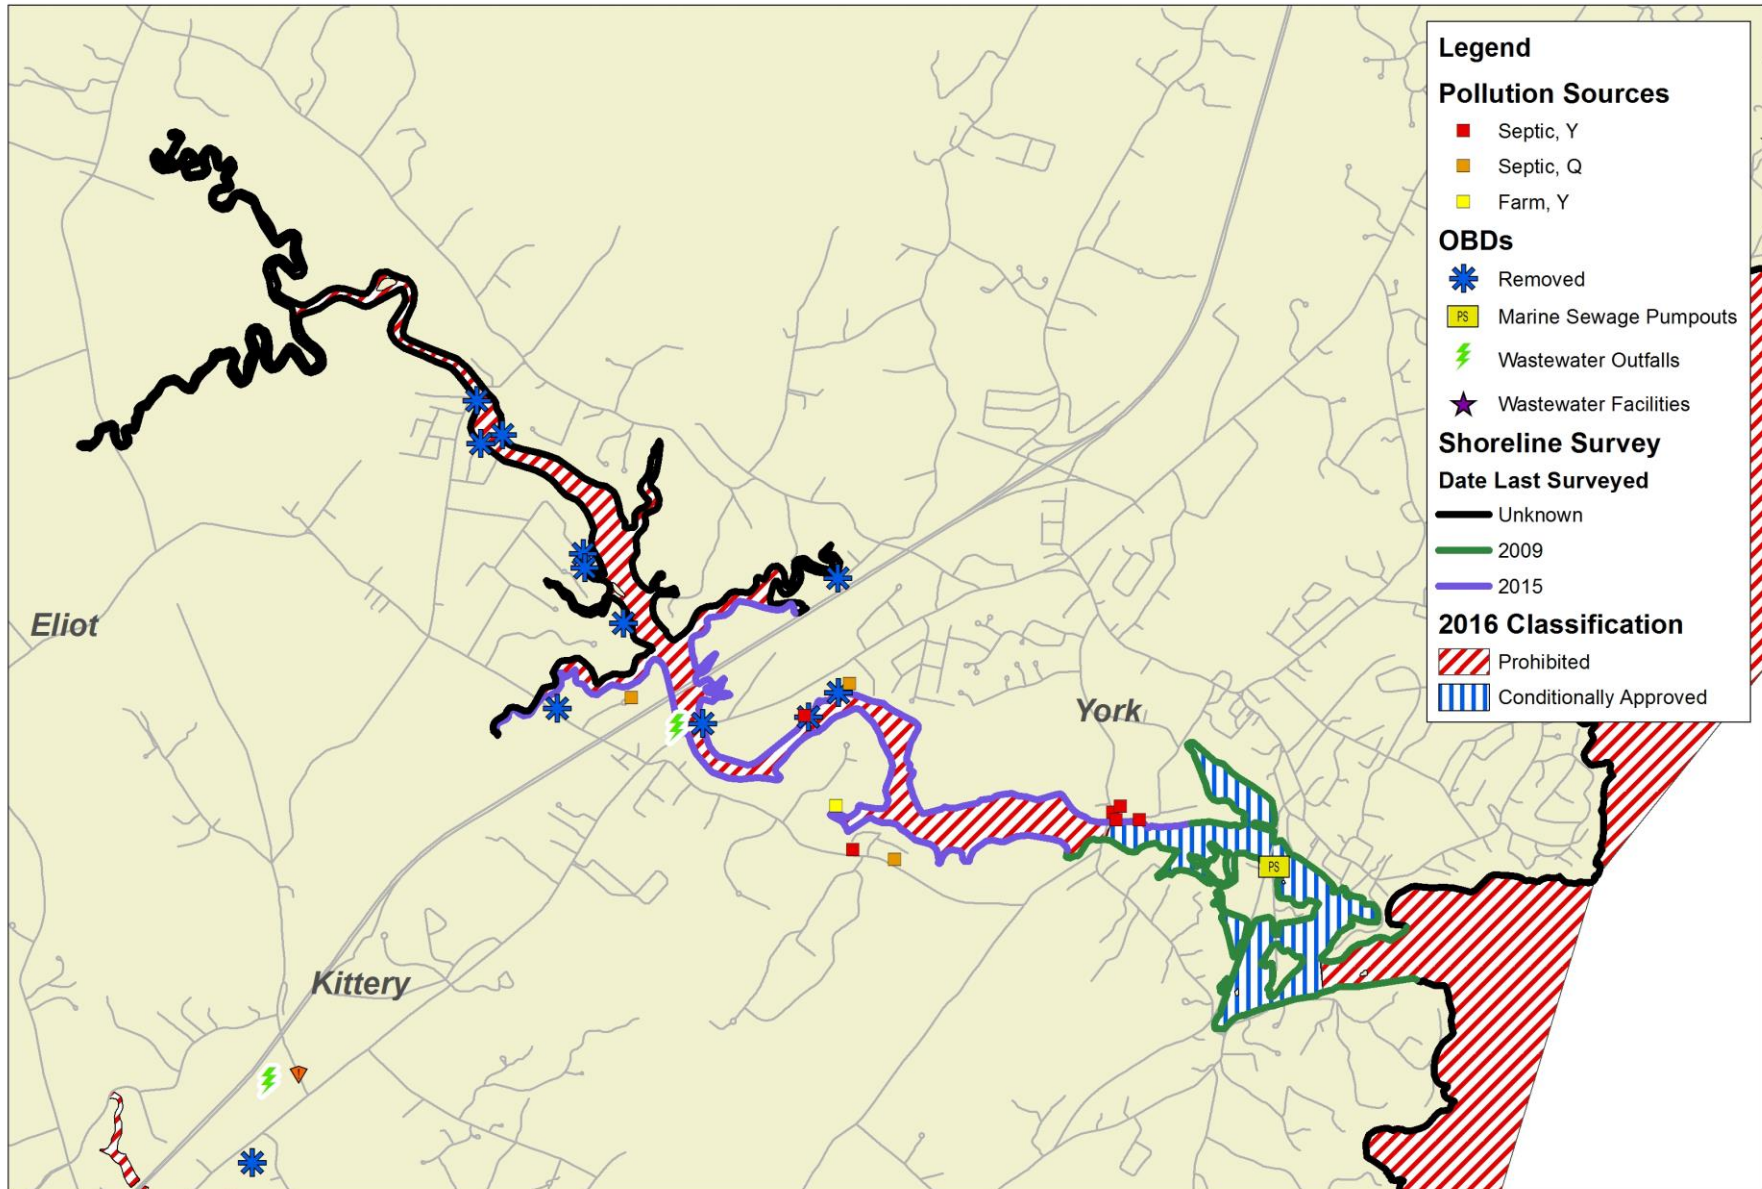 Legend
Pollution Sources
Septic, Y
Septic, Q
Farm, Y
OBDs
Removed
PS Marine Sewage Pumpouts
Wastewater Outfalls
Wastewater Facilities
Shoreline Survey
Date Last Surveyed
Unknown
2009
2015
2016 Classification
Prohibited
Conditionally Approved
Eliot
York
PS
Kittery